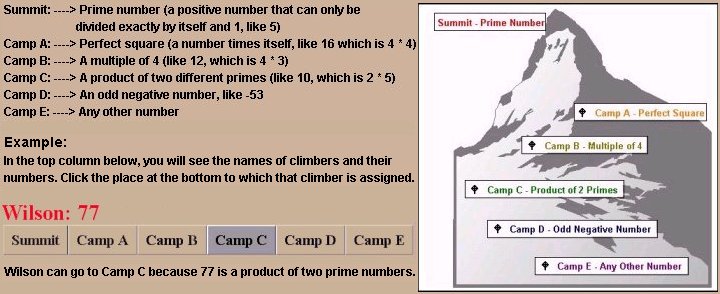 Summit: ----> Prime number (a positive number that can only be
divided exactly by itself and 1, like 5)
Camp A: ----> Perfect square (a number times itself, like 16 which is 4 * 4)
Camp B: ----> A multiple of 4 (like 12, which is 4 * 3)
Camp C: ----> A product of two different primes (like 10, which is 2 * 5)
Camp D: ----> An odd negative number, like -53
Camp E: ----> Any other number
Example:
In the top column below, you will see the names of climbers and their
numbers. Click the place at the bottom to which that climber is assigned.
Wilson: 77
Summit Camp A Camp B Camp C Camp D Camp E
Wilson can go to Camp C because 77 is a product of two prime numbers.
Summit - Prime Number
Camp A - Perfect Square
Camp B - Multiple of 4
Camp C - Product of 2 Primes
Camp D - Odd Negative Number
Camp E - Any Other Number